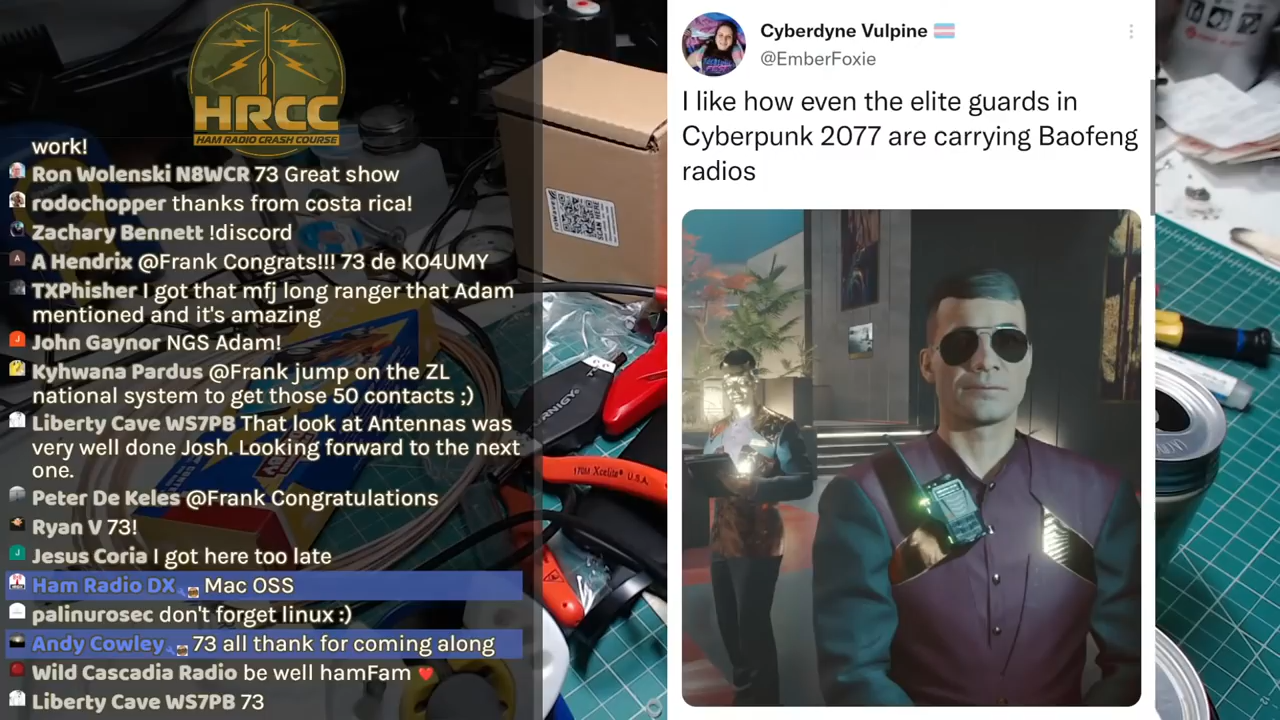 HRCC
HAM RADIO CRASH COURSE
work!
Ron Wolenski N8WCR 73 Great show
rodochopper thanks from costa rica!
Zachary Bennett !discord
A Hendrix @Frank Congrats!!! 73 de KO4UMY
TXPhisher I got that mfj long ranger that Adam
mentioned and it's amazing
John Gaynor NGS Adam!
Kyhwana Pardus @Frank jump on the ZL
national system to get those 50 contacts ;)
Liberty Cave WS7PB That look at Antennas was
very well done Josh. Looking forward to the next
one.
Peter De Keles @Frank Congratulations
Ryan V 73!
Jesus Coria I got here too late
Ham Radio DX Mac OSS
palinurosec don't forget linux :)
Andy Cowley 73 all thank for coming along
Wild Cascadia Radio be well hamFam ❤️
Liberty Cave WS7PB 73
SCAN HERE
170M Xcelite® U.S.A.
Cyberdyne Vulpine
@EmberFoxie
I like how even the elite guards in
Cyberpunk 2077 are carrying Baofeng
radios